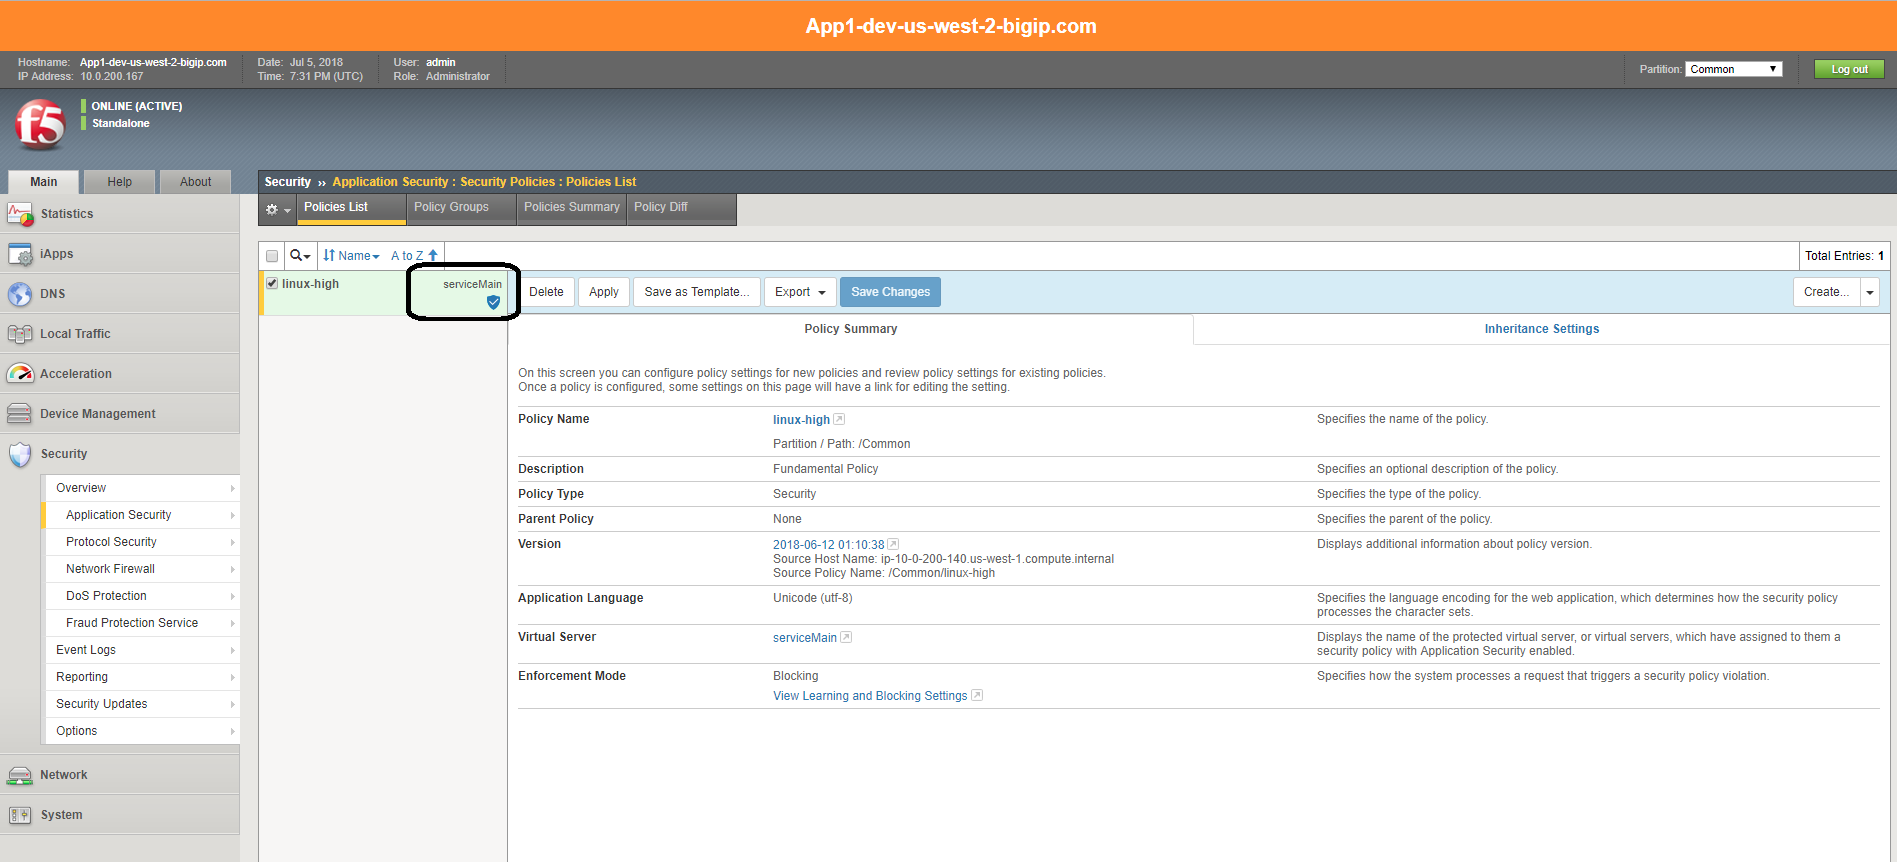 App1-dev-us-west-2-bigip.com
Hostname: App1-dev-us-west-2-bigip.com
IP Address: 10.0.200.167
Date: Jul 5, 2018
Time: 7:31 PM (UTC)
User: admin
Role: Administrator
Partition: Common
Log out
f5
ONLINE (ACTIVE)
Standalone
Main
Help
About
Security ›› Application Security : Security Policies : Policies List
Policies List
Policy Groups
Policies Summary
Policy Diff
Statistics
iApps
DNS
Local Traffic
Acceleration
Device Management
Security
Overview
Application Security
Protocol Security
Network Firewall
DoS Protection
Fraud Protection Service
Event Logs
Reporting
Security Updates
Options
Network
System
Name
A to Z
Total Entries: 1
linux-high
serviceMain
Delete
Apply
Save as Template...
Export
Save Changes
Create...
Policy Summary
Inheritance Settings
On this screen you can configure policy settings for new policies and review policy settings for existing policies.
Once a policy is configured, some settings on this page will have a link for editing the setting.
Policy Name
linux-high
Partition / Path: /Common
Specifies the name of the policy.
Description
Fundamental Policy
Specifies an optional description of the policy.
Policy Type
Security
Specifies the type of the policy.
Parent Policy
None
Specifies the parent of the policy.
Version
2018-06-12 01:10:38
Source Host Name: ip-10-0-200-140.us-west-1.compute.internal
Source Policy Name: /Common/linux-high
Displays additional information about policy version.
Application Language
Unicode (utf-8)
Specifies the language encoding for the web application, which determines how the security policy
processes the character sets.
Virtual Server
serviceMain
Displays the name of the protected virtual server, or virtual servers, which have assigned to them a
security policy with Application Security enabled.
Enforcement Mode
Blocking
View Learning and Blocking Settings
Specifies how the system processes a request that triggers a security policy violation.